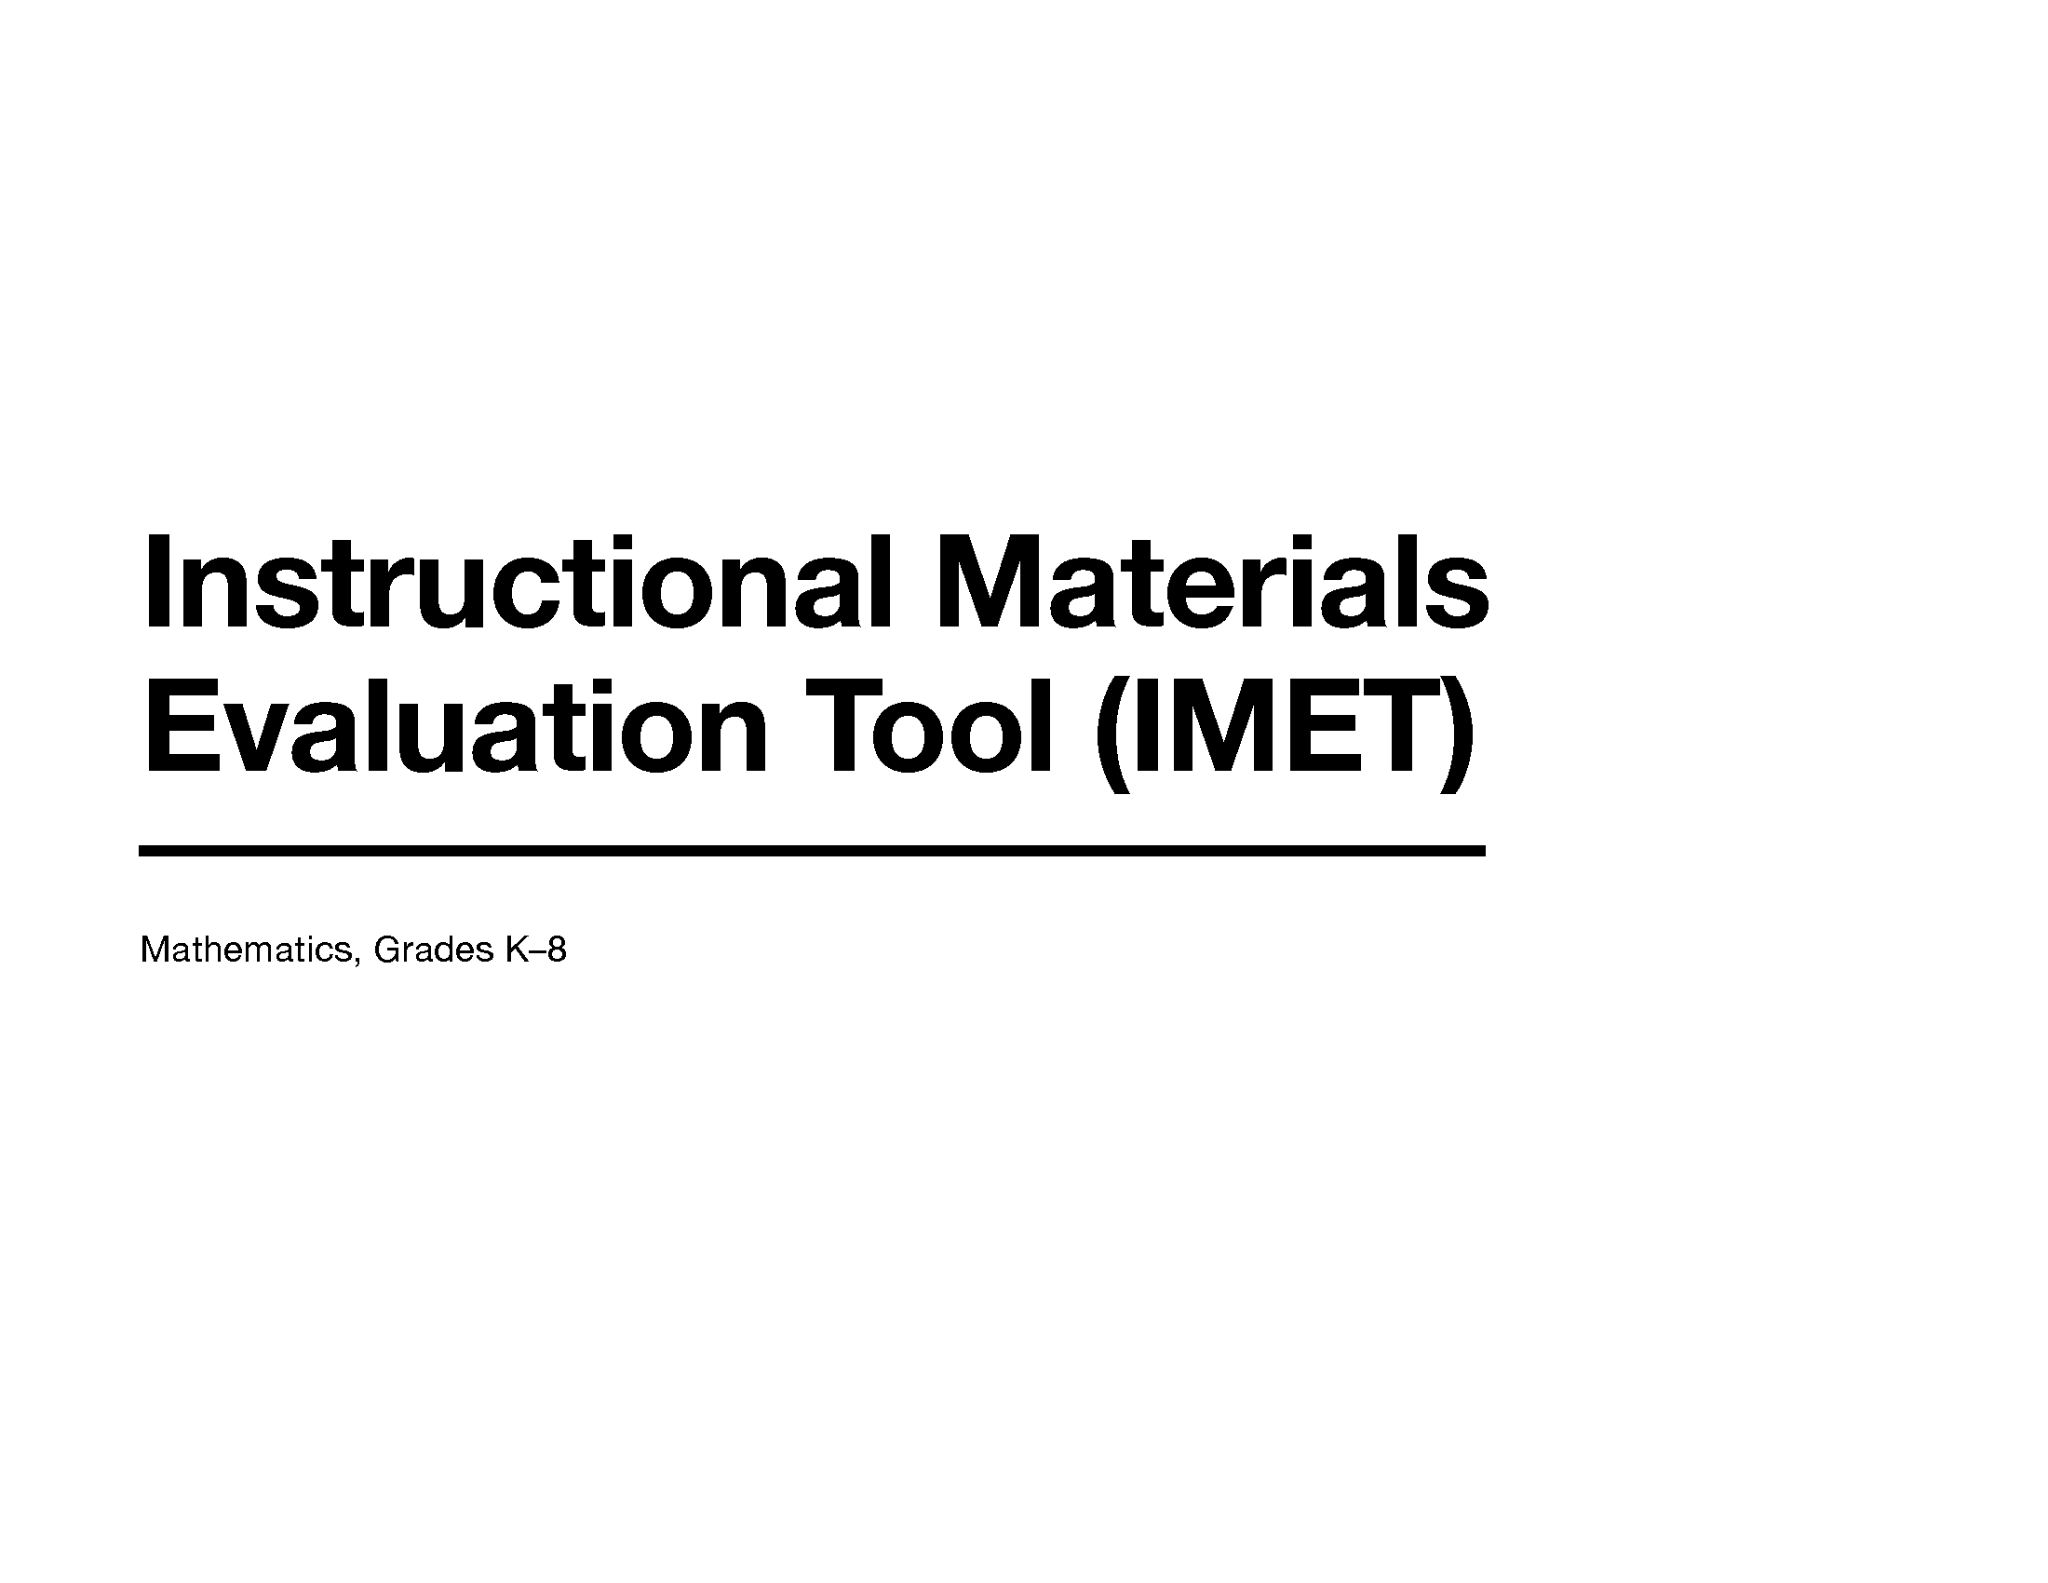 Instructional Materials
Evaluation Tool (IMET)
Mathematics, Grades K–8